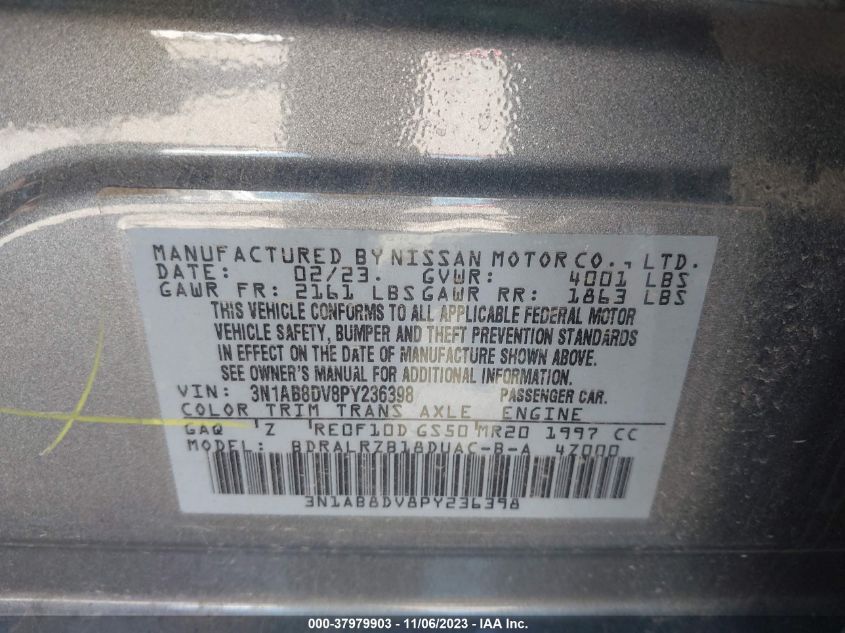 MANUFACTURED BY NISSAN MOTOR CO., LTD.
DATE: 02/23. GVWR: 4001 LBS
GAWR FR: 2161 LBS GAWR RR: 1863 LBS
THIS VEHICLE CONFORMS TO ALL APPLICABLE FEDERAL MOTOR
VEHICLE SAFETY, BUMPER AND THEFT PREVENTION STANDARDS
IN EFFECT ON THE DATE OF MANUFACTURE SHOWN ABOVE.
SEE OWNER'S MANUAL FOR ADDITIONAL INFORMATION.
VIN: 3N1AB8DV8PY236398 PASSENGER CAR.
COLOR TRIM TRANS AXLE ENGINE
GAQ Z RE0F10D GS50 MR20 1997 CC
MODEL: BDRALRZB18DUAC-B-A 4Z000
3N1AB8DV8PY236398
000-37979903 - 11/06/2023 - IAA Inc.